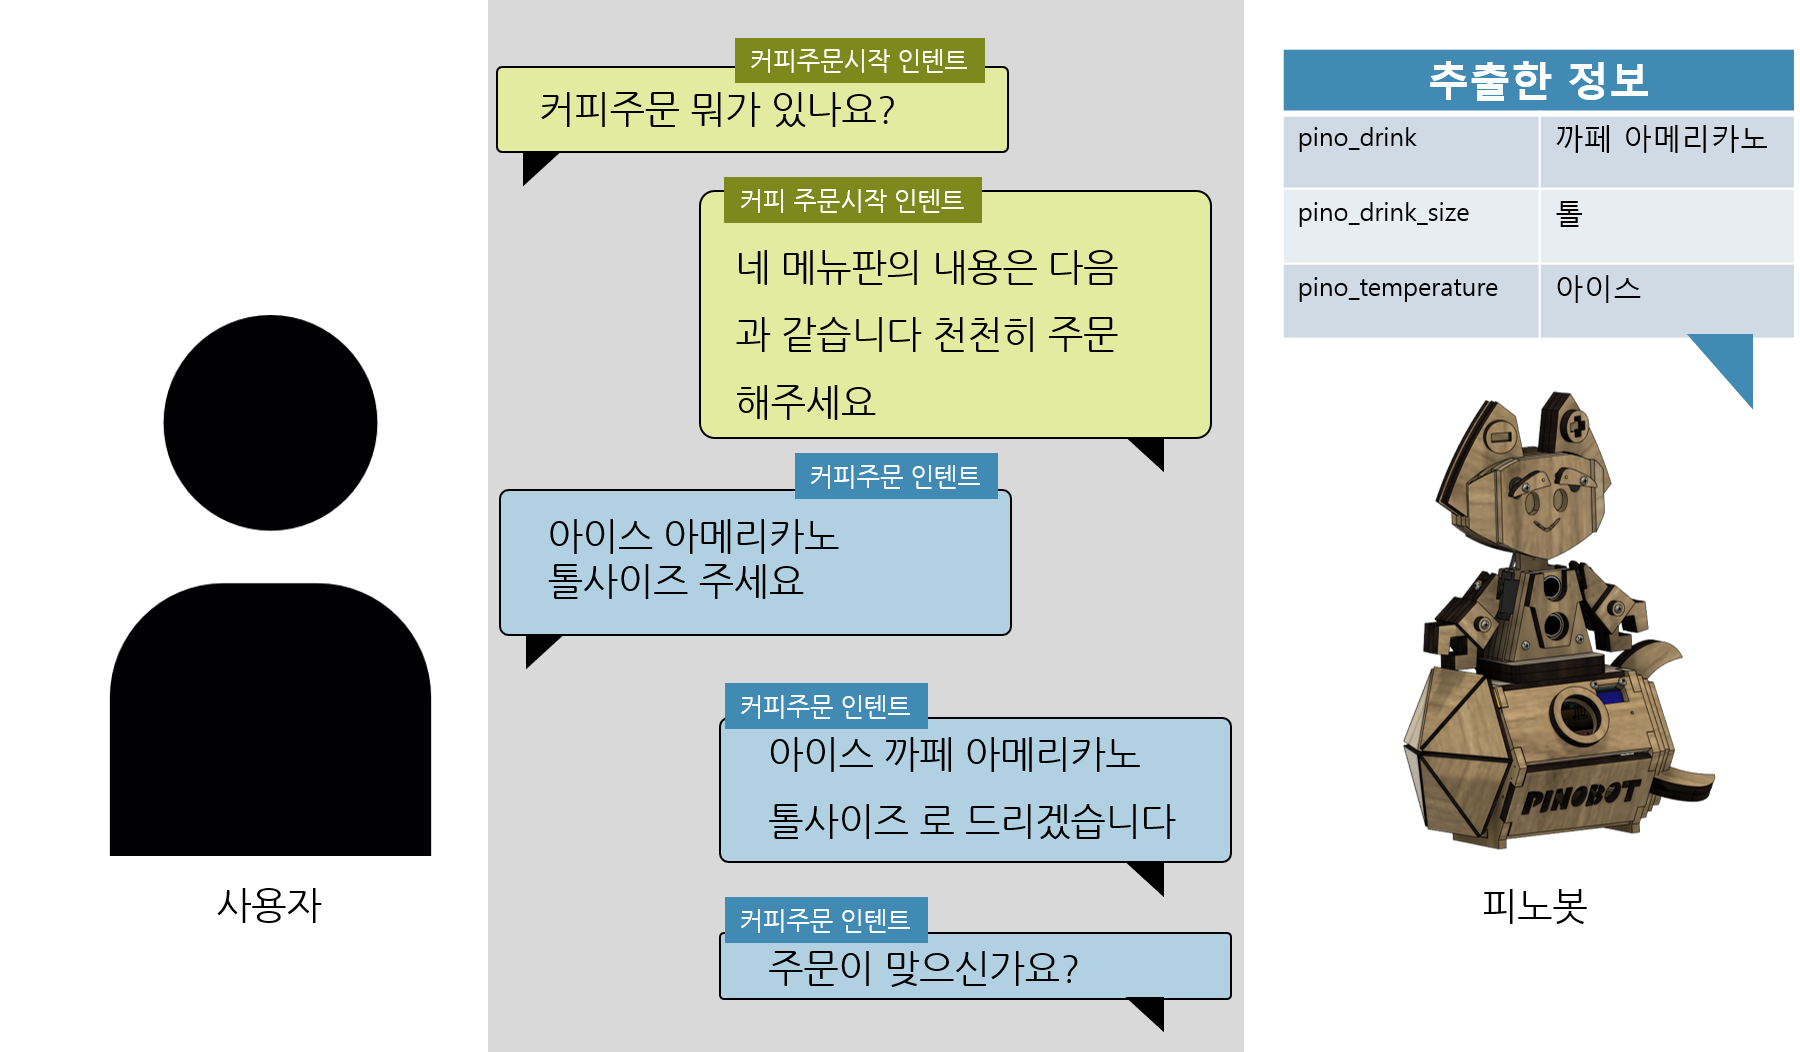 커피주문시작 인텐트
커피주문 뭐가 있나요?
커피 주문시작 인텐트
네 메뉴판의 내용은 다음
과 같습니다 천천히 주문
해주세요
커피주문 인텐트
아이스 아메리카노
톨사이즈 주세요
커피주문 인텐트
아이스 까페 아메리카노
톨사이즈 로 드리겠습니다
커피주문 인텐트
주문이 맞으신가요?
사용자
추출한 정보
pino_drink 까페 아메리카노
pino_drink_size 톨
pino_temperature 아이스
PINOBOT
피노봇